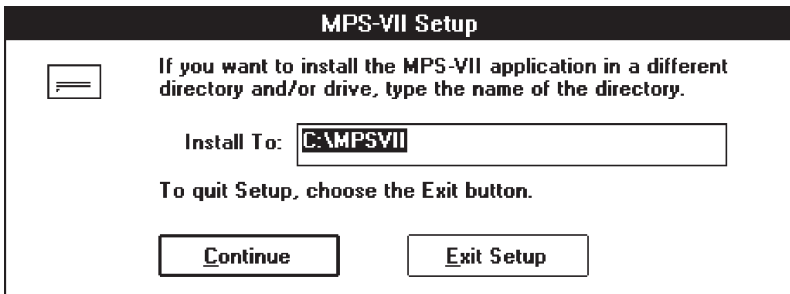 MPS-VII Setup
If you want to install the MPS-VII application in a different
directory and/or drive, type the name of the directory.
Install To: C:\MPSVII
To quit Setup, choose the Exit button.
Continue Exit Setup